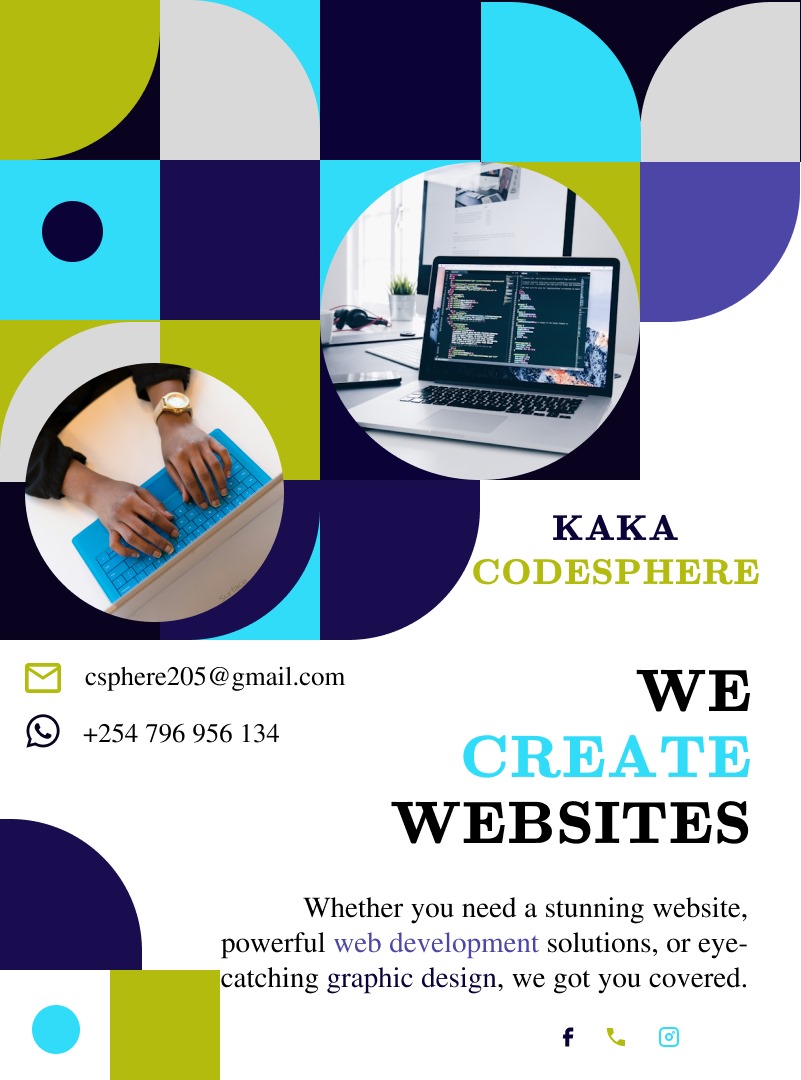 KAKA
CODESPHERE
csphere205@gmail.com
+254 796 956 134
WE
CREATE
WEBSITES
Whether you need a stunning website,
powerful web development solutions, or eye-
catching graphic design, we got you covered.